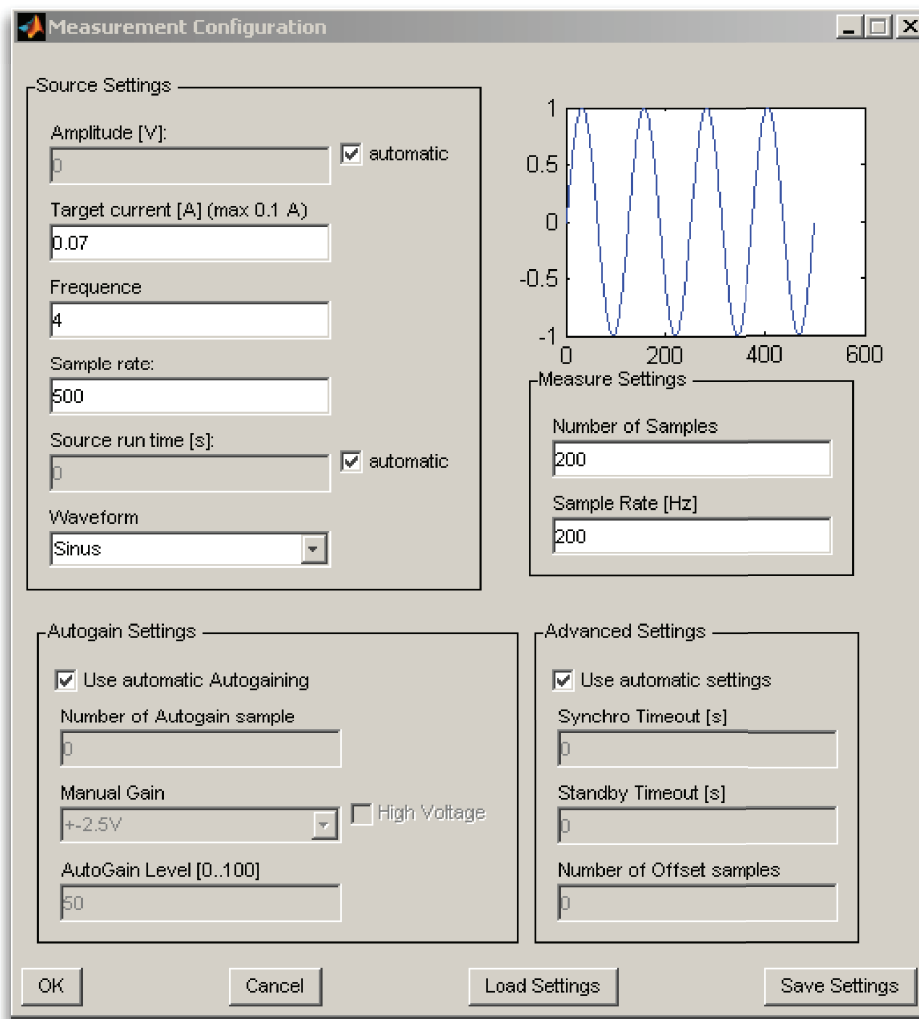 Measurement Configuration
Source Settings
Amplitude [V]:
0
automatic
Target current [A] (max 0.1 A)
0.07
Frequence
4
Sample rate:
500
Source run time [s]:
0
automatic
Waveform
Sinus
1
0.5
0
-0.5
-1
0 200 400 600
Measure Settings
Number of Samples
200
Sample Rate [Hz]
200
Autogain Settings
Use automatic Autogaining
Number of Autogain sample
0
Manual Gain
+-2.5V
High Voltage
AutoGain Level [0..100]
50
Advanced Settings
Use automatic settings
Synchro Timeout [s]
0
Standby Timeout [s]
0
Number of Offset samples
0
OK
Cancel
Load Settings
Save Settings